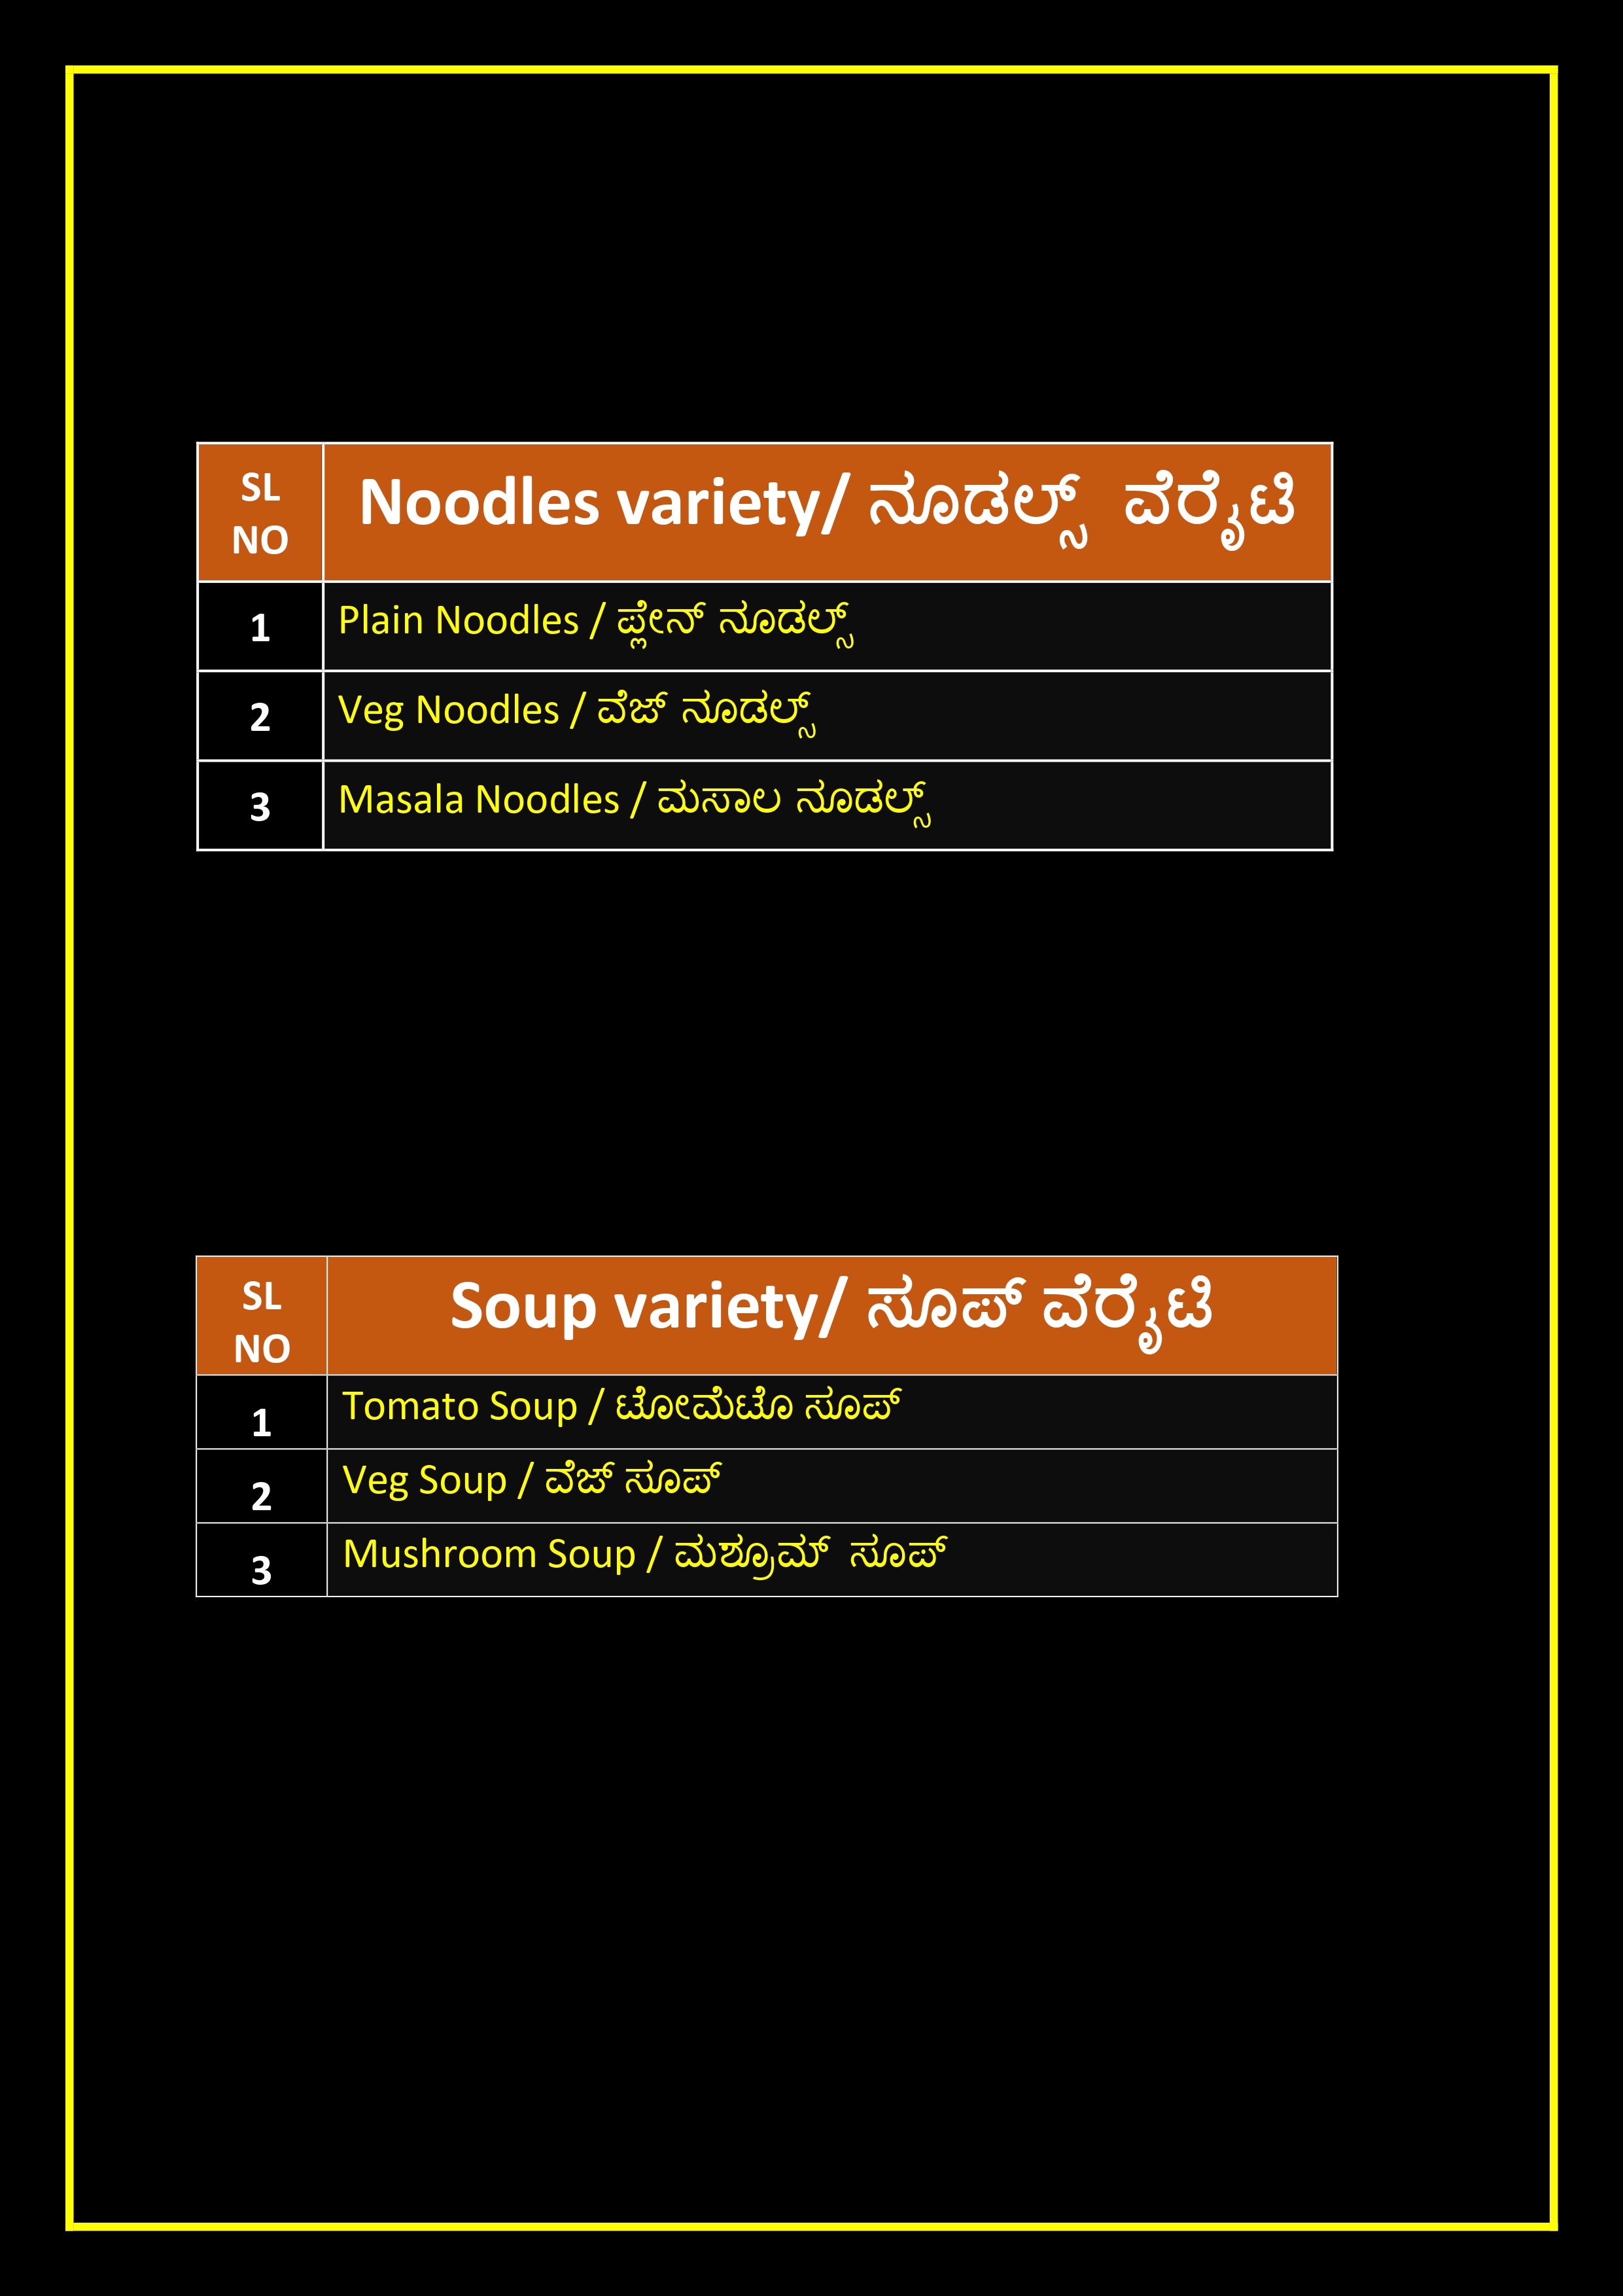 SL NO
Noodles variety/ ನೂಡಲ್ಸ್ ವೆರೈಟಿ
1 Plain Noodles / ಪ್ಲೇನ್ ನೂಡಲ್ಸ್
2 Veg Noodles / ವೆಜ್ ನೂಡಲ್ಸ್
3 Masala Noodles / ಮಸಾಲ ನೂಡಲ್ಸ್
SL NO
Soup variety/ ಸೂಪ್ ವೆರೈಟಿ
1 Tomato Soup / ಟೋಮೆಟೊ ಸೂಪ್
2 Veg Soup / ವೆಜ್ ಸೂಪ್
3 Mushroom Soup / ಮಶ್ರೂಮ್ ಸೂಪ್